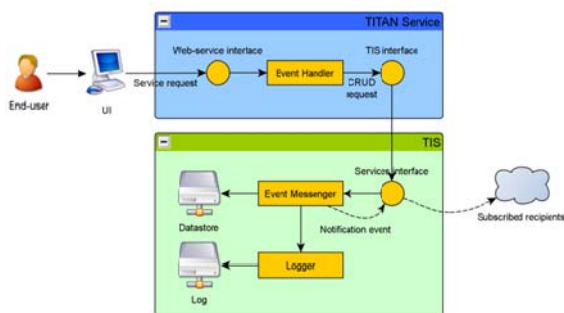 TITAN Service
Web-service interface
TIS interface
Event Handler
Service request
CRUD
request
End-user
UI
TIS
Services interface
Event Messenger
Datastore
Notification event
Subscribed recipients
Logger
Log